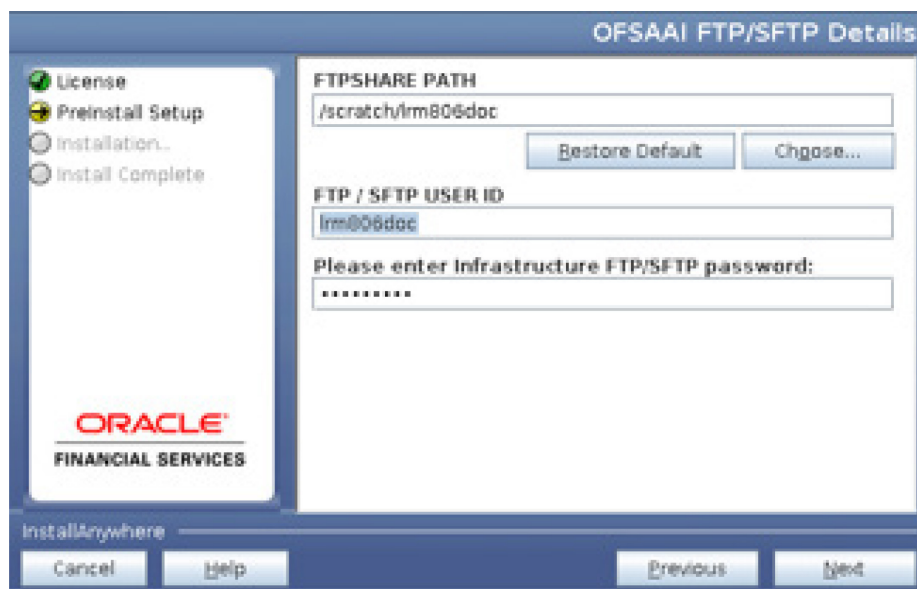 OFSAAI FTP/SFTP Details
License
Preinstall Setup
Installation...
Install Complete
FTPSHARE PATH
/scratch/lrm806doc
Restore Default
Choose...
FTP / SFTP USER ID
lrm806doc
Please enter Infrastructure FTP/SFTP password:
•••••••••
ORACLE
FINANCIAL SERVICES
InstallAnywhere
Cancel
Help
Previous
Next